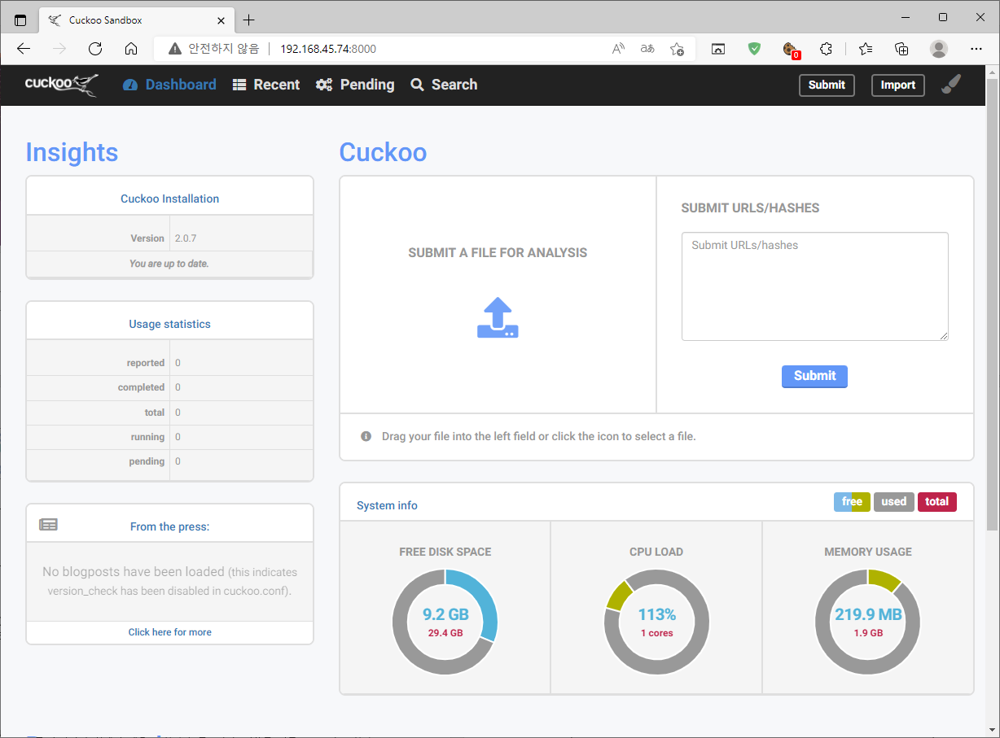 Cuckoo Sandbox
안전하지 않음 192.168.45.74:8000
A あ 0
cuckoo Dashboard Recent Pending Search Submit Import
Insights
Cuckoo Installation
Version 2.0.7
You are up to date.
Usage statistics
reported 0
completed 0
total 0
running 0
pending 0
From the press:
No blogposts have been loaded (this indicates
version_check has been disabled in cuckoo.conf).
Click here for more
Cuckoo
SUBMIT A FILE FOR ANALYSIS
SUBMIT URLS/HASHES
Submit URLs/hashes
Submit
Drag your file into the left field or click the icon to select a file.
System info free used total
FREE DISK SPACE
9.2 GB
29.4 GB
CPU LOAD
113%
1 cores
MEMORY USAGE
219.9 MB
1.9 GB